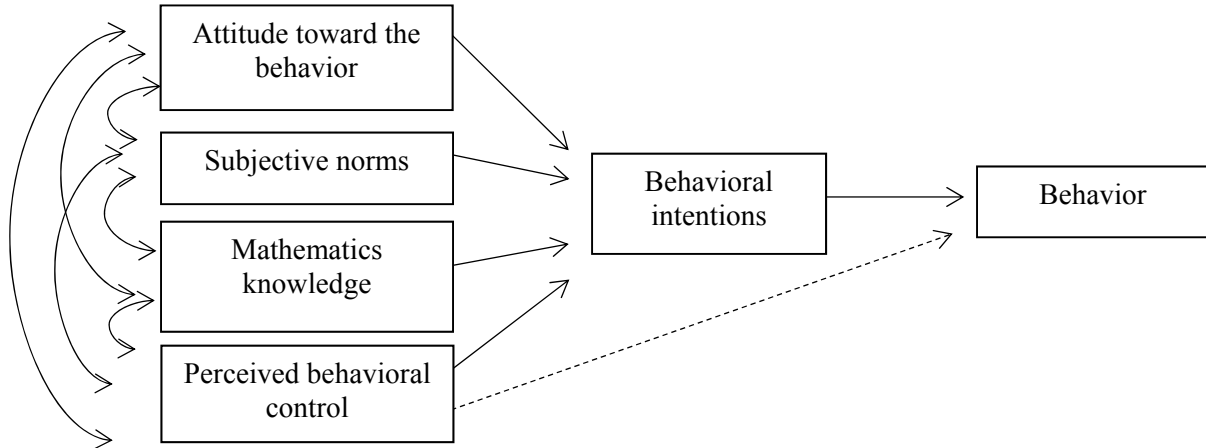 Attitude toward the
behavior
Subjective norms
Mathematics
knowledge
Perceived behavioral
control
Behavioral
intentions
Behavior